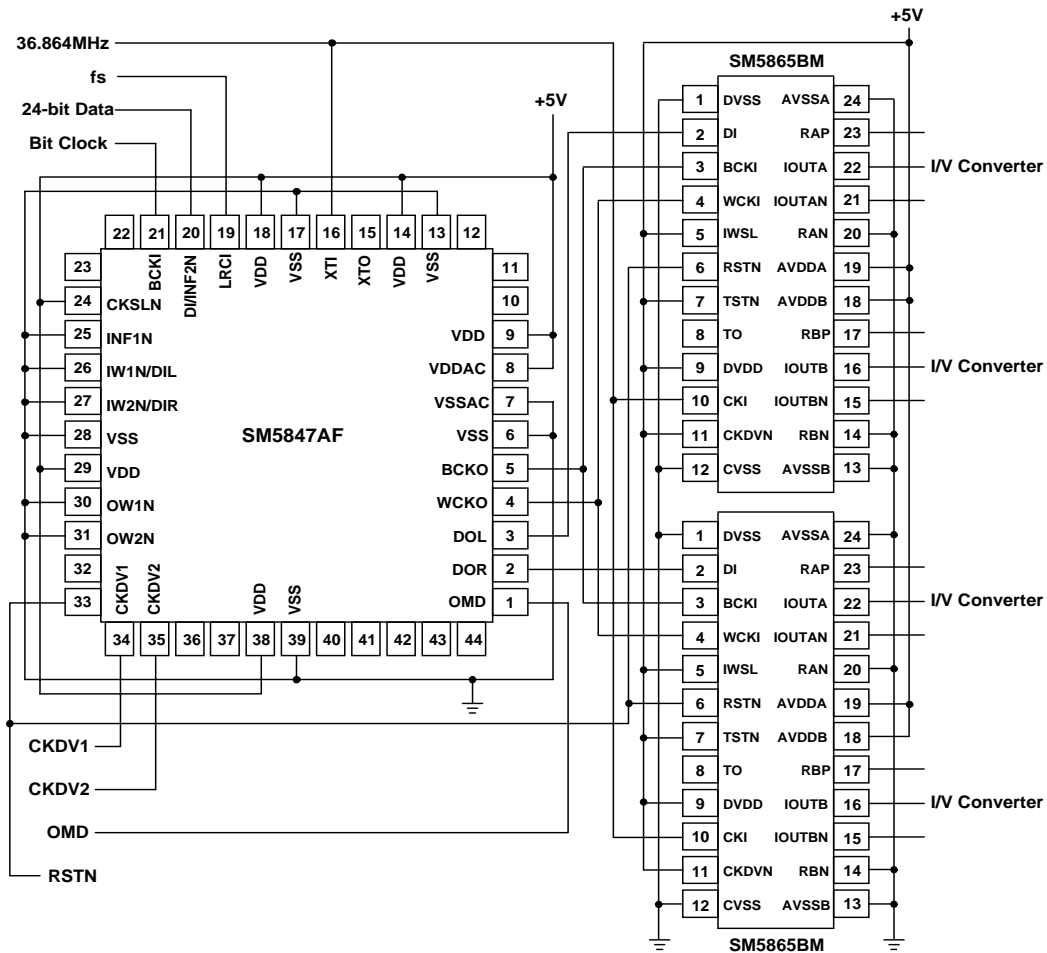 +5V
36.864MHz
fs
24-bit Data
Bit Clock
+5V
22 21 20 19 18 17 16 15 14 13 12
BCKI DI/INF2N LRCI VDD VSS XTI XTO VDD VSS
23
24 CKSLN
25 INF1N
26 IW1N/DIL
27 IW2N/DIR
28 VSS
29 VDD
30 OW1N
31 OW2N
32
33
SM5847AF
11
10
VDD 9
VDDAC 8
VSSAC 7
VSS 6
BCKO 5
WCKO 4
DOL 3
DOR 2
OMD 1
CKDV1 CKDV2 VDD VSS
34 35 36 37 38 39 40 41 42 43 44
CKDV1
CKDV2
OMD
RSTN
SM5865BM
1 DVSS AVSSA 24
2 DI RAP 23
3 BCKI IOUTA 22 I/V Converter
4 WCKI IOUTAN 21
5 IWSL RAN 20
6 RSTN AVDDA 19
7 TSTN AVDDB 18
8 TO RBP 17
9 DVDD IOUTB 16 I/V Converter
10 CKI IOUTBN 15
11 CKDVN RBN 14
12 CVSS AVSSB 13
1 DVSS AVSSA 24
2 DI RAP 23
3 BCKI IOUTA 22 I/V Converter
4 WCKI IOUTAN 21
5 IWSL RAN 20
6 RSTN AVDDA 19
7 TSTN AVDDB 18
8 TO RBP 17
9 DVDD IOUTB 16 I/V Converter
10 CKI IOUTBN 15
11 CKDVN RBN 14
12 CVSS AVSSB 13
SM5865BM